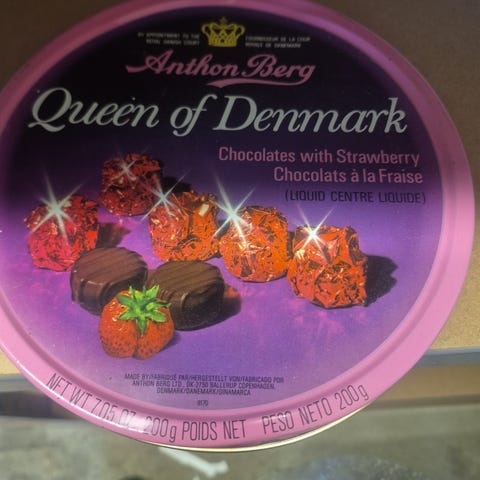 BY APPOINTMENT TO THE
ROYAL DANISH COURT
FOURNISSEUR DE LA COUR
ROYALE DE DENMARK
Anthon Berg
Queen of Denmark
Chocolates with Strawberry
Chocolats à la Fraise
(LIQUID CENTRE LIQUIDE)
MADE BY/FABRIQUÉ PAR/HERGESTELLT VON/FABRICADO POR
ANTHON BERG LTD., DK-2750 BALLERUP COPENHAGEN,
DENMARK/DANEMARK/DINAMARCA
NET WT 7.05 OZ. 200g POIDS NET PESO NETO 200g